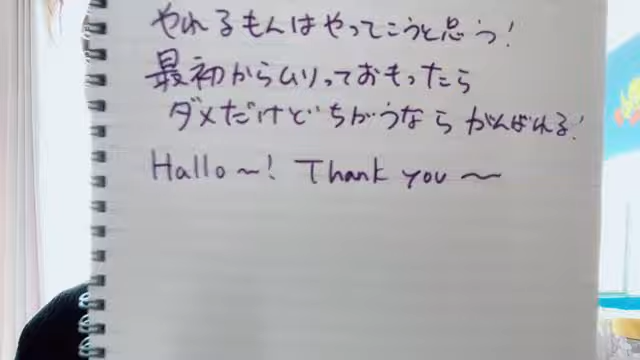 やれるもんはやってこうと思う！
最初からムリっておもったら
ダメだけどちがうなら がんばれる！
Hallo〜! Thank you〜